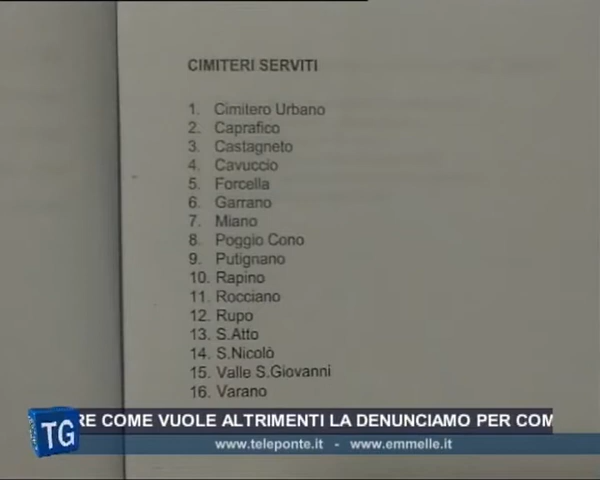 CIMITERI SERVITI
1. Cimitero Urbano
2. Caprafico
3. Castagneto
4. Cavuccio
5. Forcella
6. Garrano
7. Miano
8. Poggio Cono
9. Putignano
10. Rapino
11. Rocciano
12. Rupo
13. S.Atto
14. S.Nicolò
15. Valle S.Giovanni
16. Varano
RE COME VUOLE ALTRIMENTI LA DENUNCIAMO PER COM
TG
www.teleponte.it - www.emmelle.it